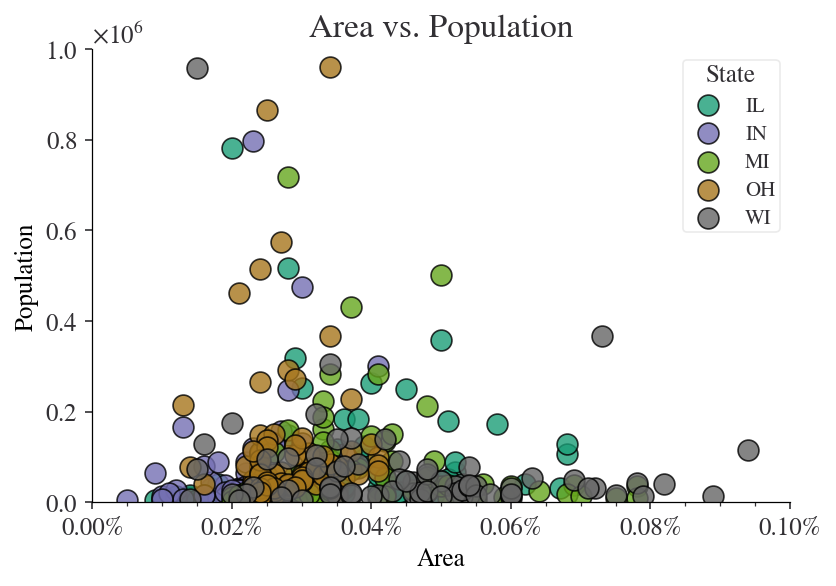 Area vs. Population
×10⁶
1.0
0.8
0.6
0.4
0.2
0.0
Population
State
IL
IN
MI
OH
WI
0.00% 0.02% 0.04% 0.06% 0.08% 0.10%
Area